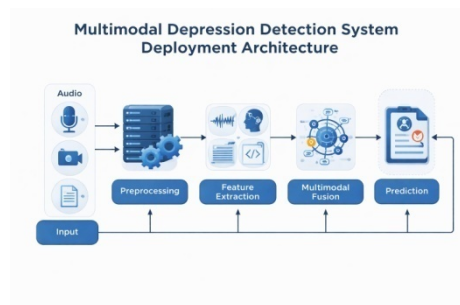 Multimodal Depression Detection System
Deployment Architecture
Audio
Preprocessing
Feature
Extraction
Multimodal
Fusion
Prediction
Input